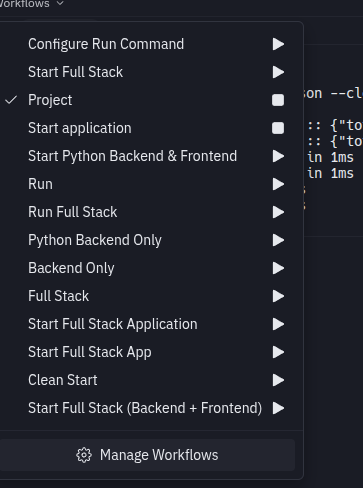 Workflows
Configure Run Command
Start Full Stack
Project
Start application
Start Python Backend & Frontend
Run
Run Full Stack
Python Backend Only
Backend Only
Full Stack
Start Full Stack Application
Start Full Stack App
Clean Start
Start Full Stack (Backend + Frontend)
Manage Workflows
son --cl
:: {"to
:: {"to
in 1ms
in 1ms